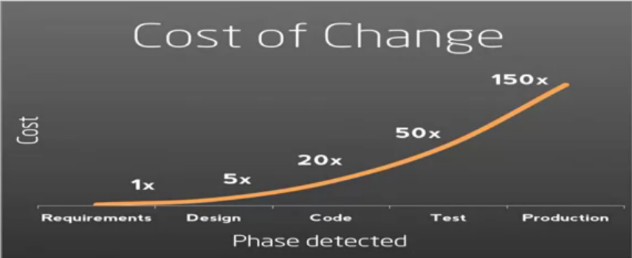 Cost of Change
150x
50x
20x
5x
1x
Cost
Requirements Design Code Test Production
Phase detected